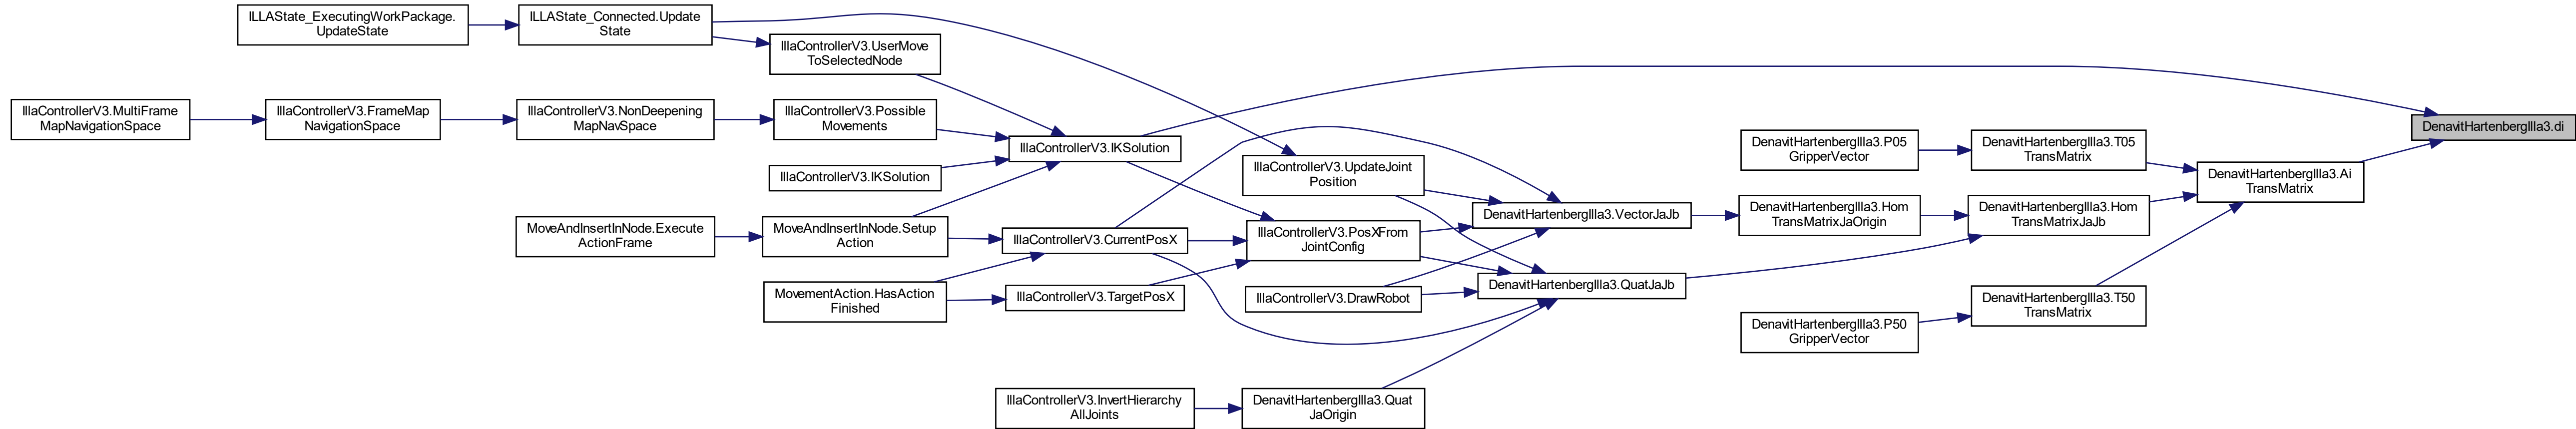 ILLAState_ExecutingWorkPackage.
UpdateState
ILLAState_Connected.Update
State
IllaControllerV3.UserMove
ToSelectedNode
IllaControllerV3.MultiFrame
MapNavigationSpace
IllaControllerV3.FrameMap
NavigationSpace
IllaControllerV3.NonDeepening
MapNavSpace
IllaControllerV3.Possible
Movements
IllaControllerV3.IKSolution
IllaControllerV3.IKSolution
MoveAndInsertInNode.Execute
ActionFrame
MoveAndInsertInNode.Setup
Action
IllaControllerV3.CurrentPosX
MovementAction.HasAction
Finished
IllaControllerV3.TargetPosX
IllaControllerV3.UpdateJoint
Position
IllaControllerV3.PosXFrom
JointConfig
IllaControllerV3.DrawRobot
IllaControllerV3.InvertHierarchy
AllJoints
DenavitHartenbergIlla3.Quat
JaOrigin
DenavitHartenbergIlla3.VectorJaJb
DenavitHartenbergIlla3.QuatJaJb
DenavitHartenbergIlla3.P05
GripperVector
DenavitHartenbergIlla3.T05
TransMatrix
DenavitHartenbergIlla3.Hom
TransMatrixJaOrigin
DenavitHartenbergIlla3.Hom
TransMatrixJaJb
DenavitHartenbergIlla3.P50
GripperVector
DenavitHartenbergIlla3.T50
TransMatrix
DenavitHartenbergIlla3.Ai
TransMatrix
DenavitHartenbergIlla3.di